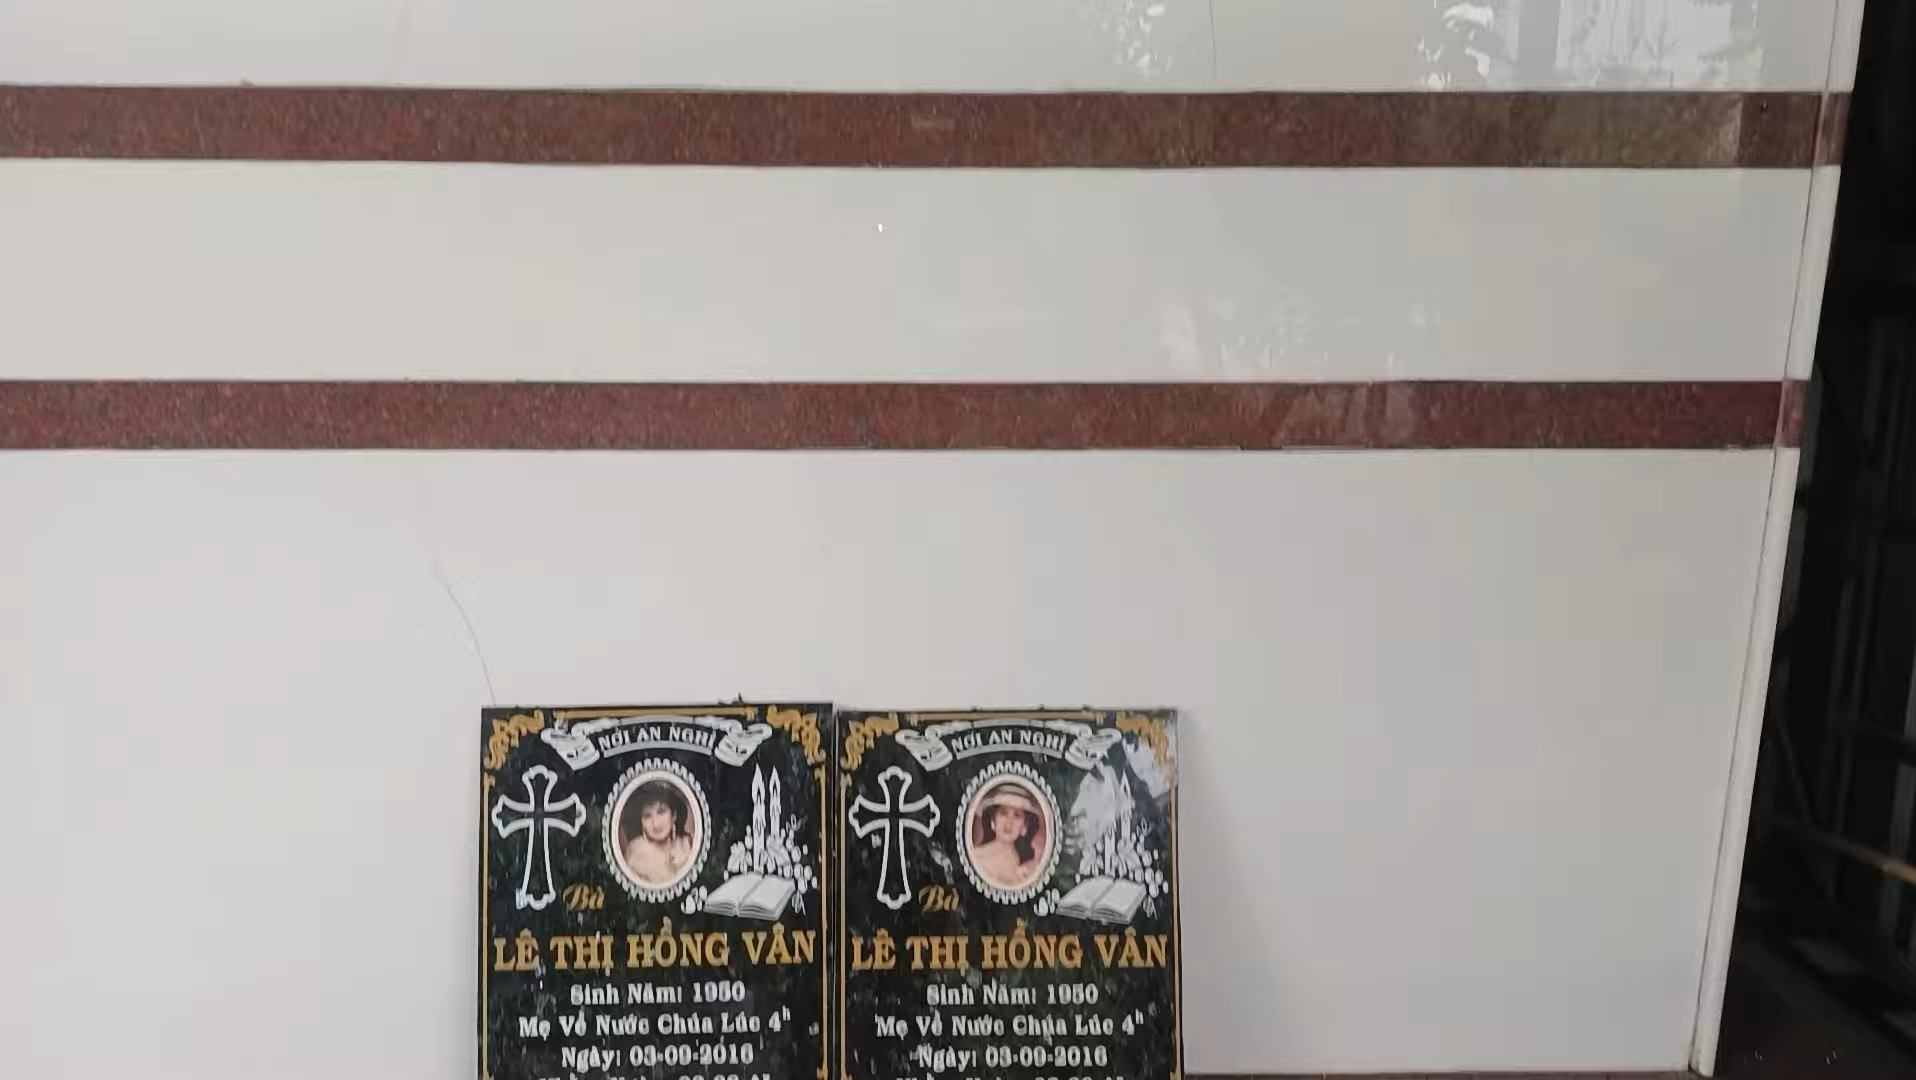 NƠI AN NGHỈ
Bà
LÊ THỊ HỒNG VÂN
Sinh Năm: 1950
Mẹ Về Nước Chúa Lúc 4h
Ngày: 03-09-2016
NƠI AN NGHỈ
Bà
LÊ THỊ HỒNG VÂN
Sinh Năm: 1950
Mẹ Về Nước Chúa Lúc 4h
Ngày: 03-09-2016